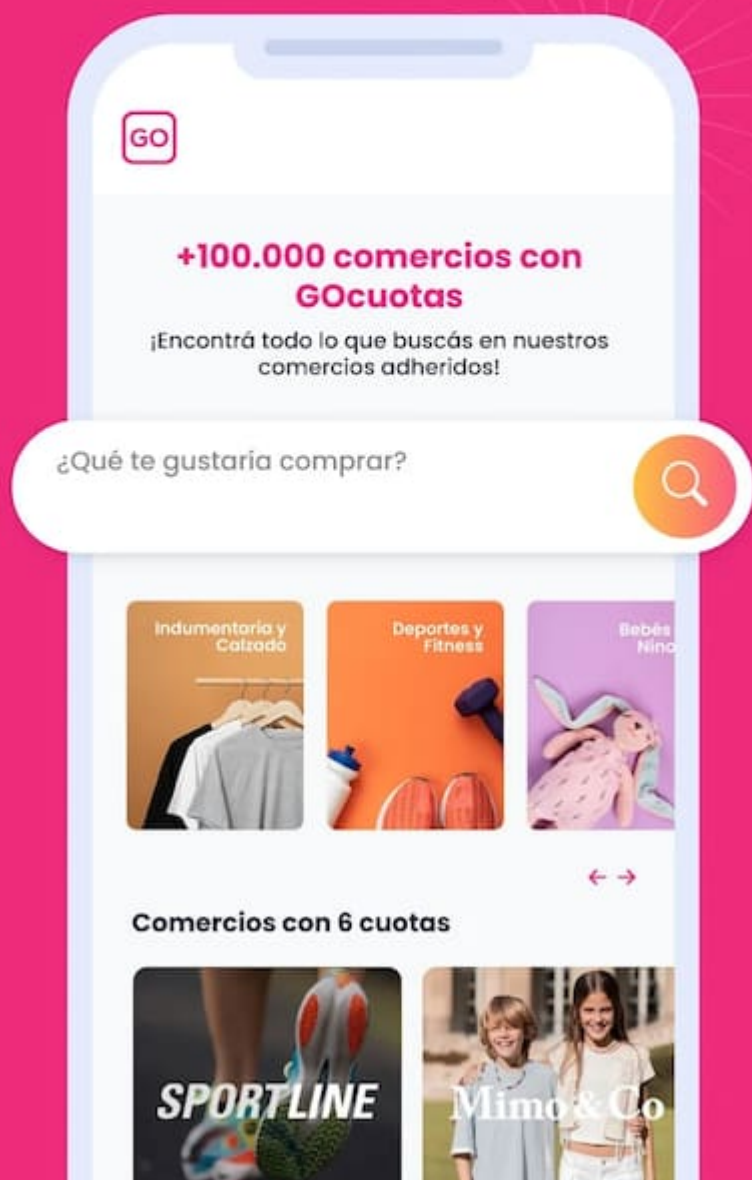 GO
+100.000 comercios con
GOcuotas
¡Encontrá todo lo que buscás en nuestros
comercios adheridos!
¿Qué te gustaria comprar?
Indumentaria y
Calzado
Deportes y
Fitness
Bebés
Nino
Comercios con 6 cuotas
SPORTLINE
Mimo & Co